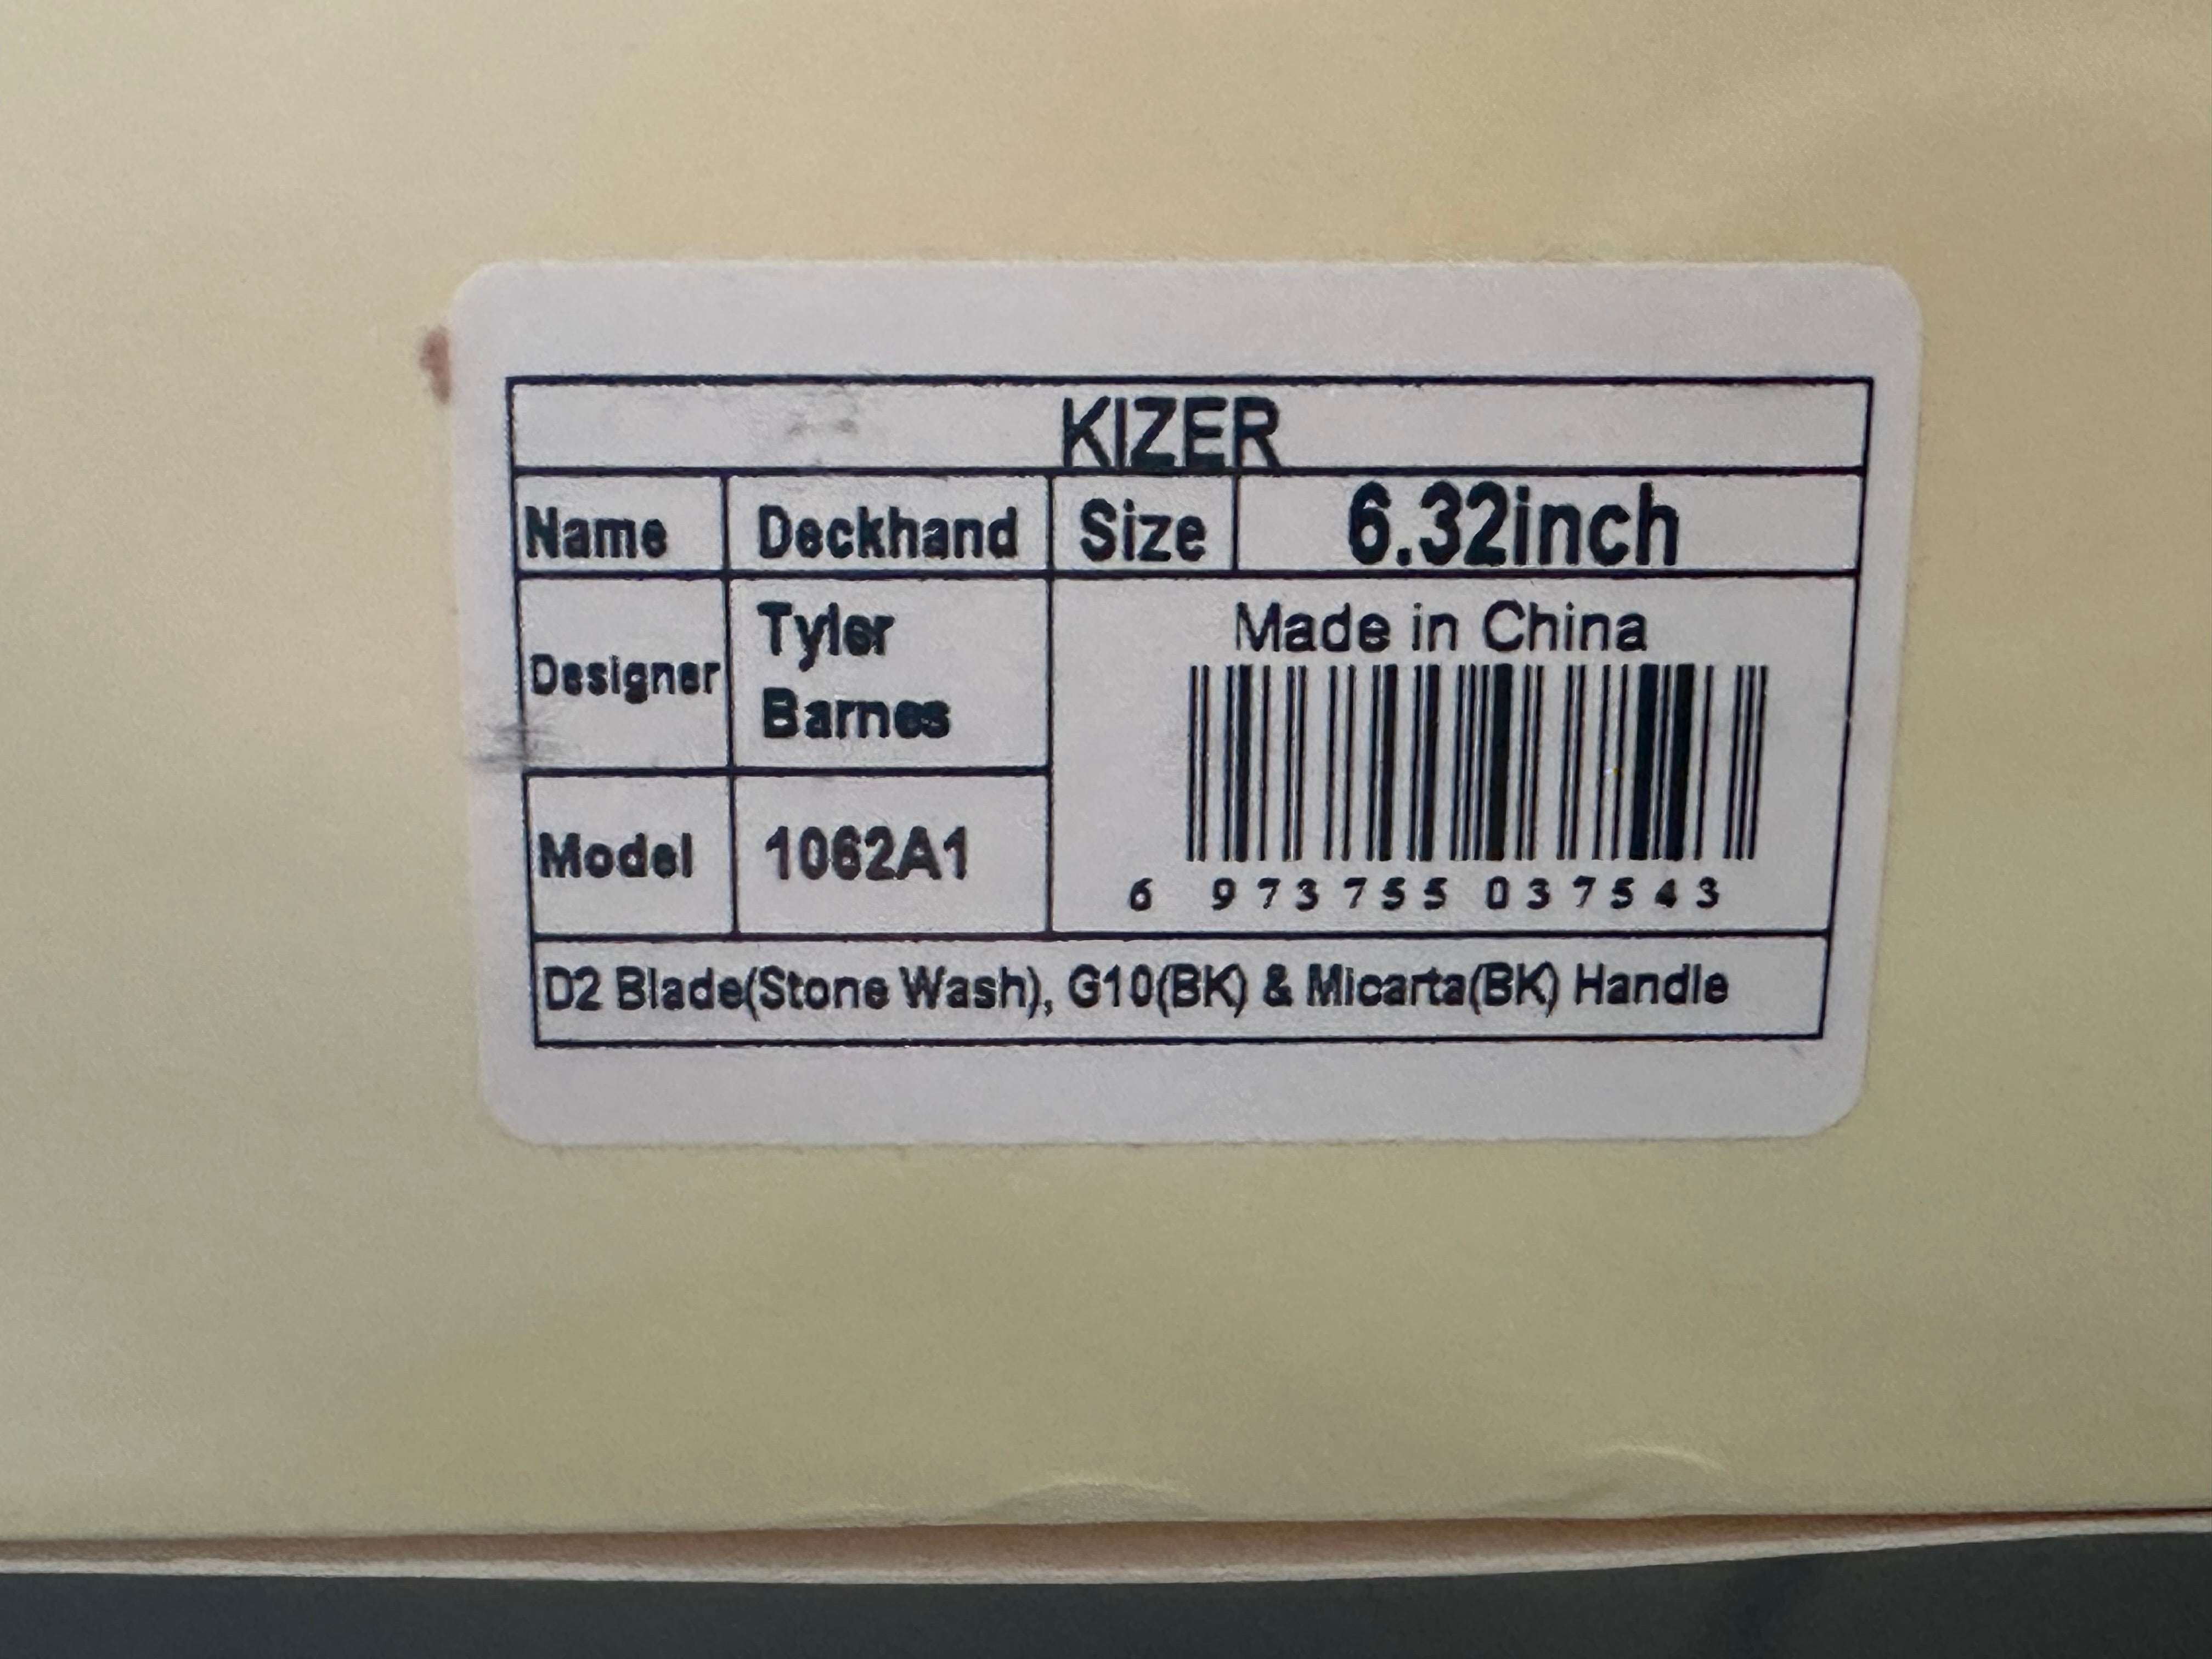 KIZER
Name Deckhand Size 6.32inch
Designer Tyler Barnes
Made in China
6 973755 037543
Model 1062A1
D2 Blade(Stone Wash), G10(BK) & Micarta(BK) Handle